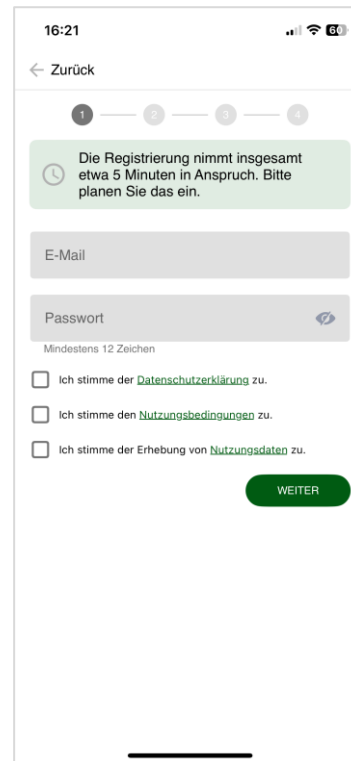 16:21
60
Zurück
1
2
3
4
Die Registrierung nimmt insgesamt
etwa 5 Minuten in Anspruch. Bitte
planen Sie das ein.
E-Mail
Passwort
Mindestens 12 Zeichen
Ich stimme der Datenschutzerklärung zu.
Ich stimme den Nutzungsbedingungen zu.
Ich stimme der Erhebung von Nutzungsdaten zu.
WEITER